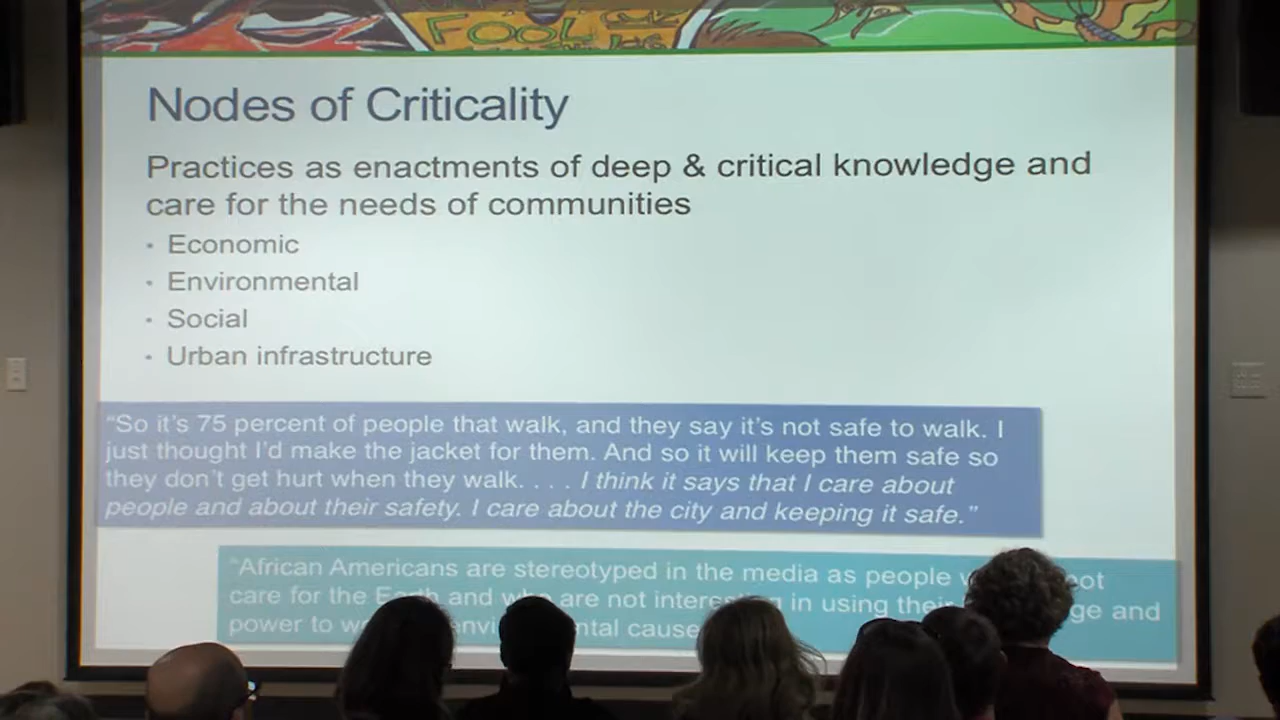 FOOL
Nodes of Criticality
Practices as enactments of deep & critical knowledge and
care for the needs of communities
· Economic
· Environmental
· Social
· Urban infrastructure
“So it’s 75 percent of people that walk, and they say it’s not safe to walk. I
just thought I’d make the jacket for them. And so it will keep them safe so
they don’t get hurt when they walk. . . . I think it says that I care about
people and about their safety. I care about the city and keeping it safe.”
“African Americans are stereotyped in the media as people
care for the and are not in using their and
power to